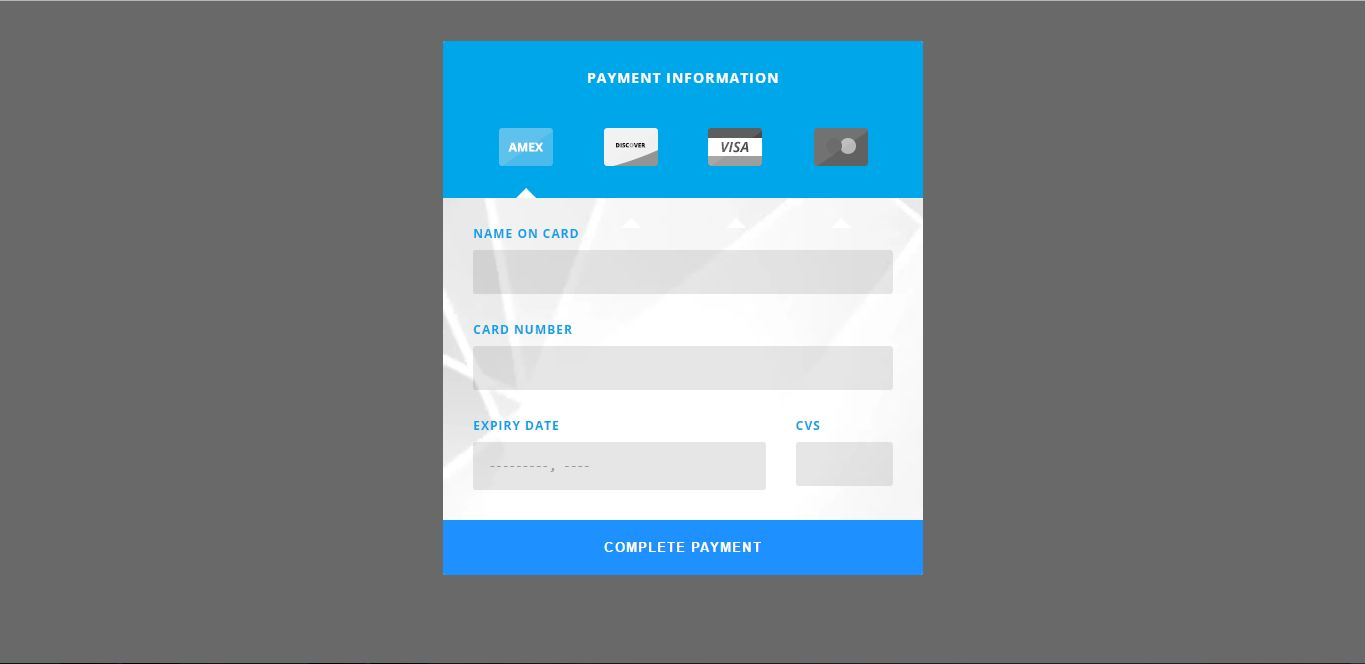 PAYMENT INFORMATION
AMEX
DISCOVER
VISA
NAME ON CARD
CARD NUMBER
EXPIRY DATE
CVS
---------, ----
COMPLETE PAYMENT